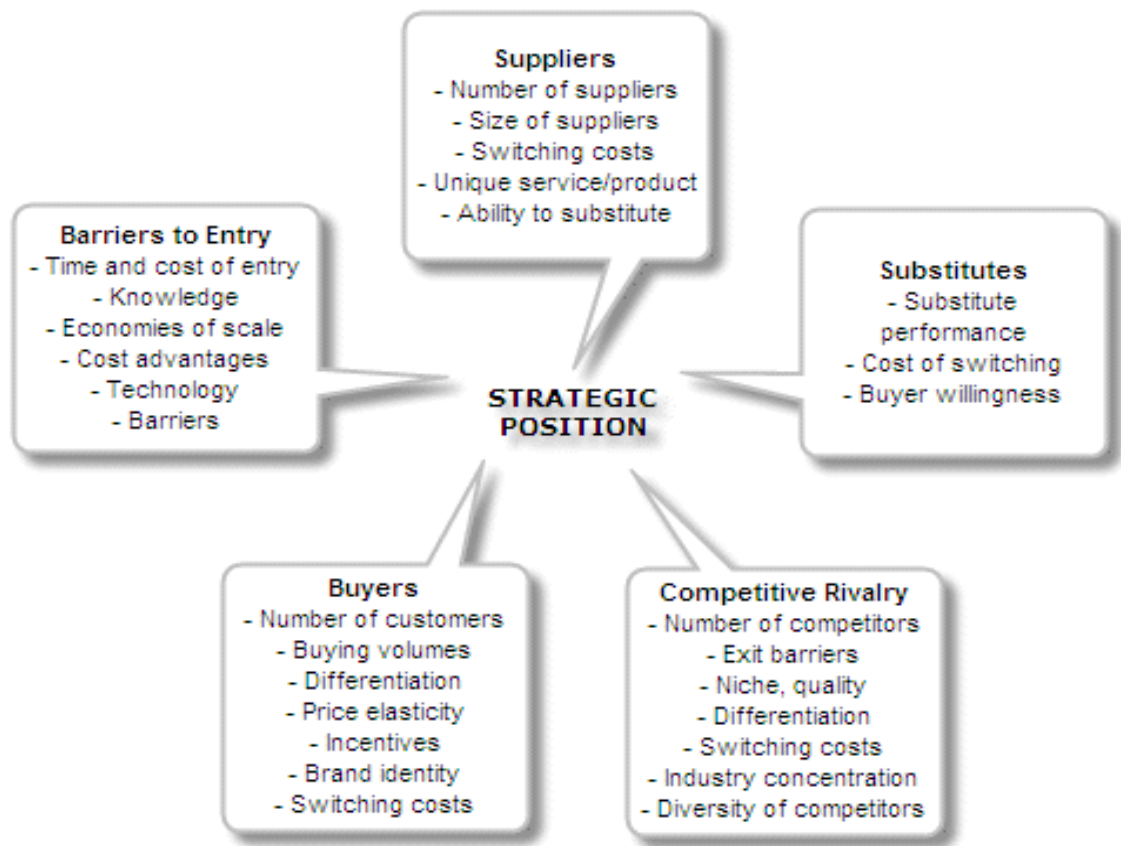 Suppliers
- Number of suppliers
- Size of suppliers
- Switching costs
- Unique service/product
- Ability to substitute
Barriers to Entry
- Time and cost of entry
- Knowledge
- Economies of scale
- Cost advantages
- Technology
- Barriers
Substitutes
- Substitute
performance
- Cost of switching
- Buyer willingness
STRATEGIC
POSITION
Buyers
- Number of customers
- Buying volumes
- Differentiation
- Price elasticity
- Incentives
- Brand identity
- Switching costs
Competitive Rivalry
- Number of competitors
- Exit barriers
- Niche, quality
- Differentiation
- Switching costs
- Industry concentration
- Diversity of competitors